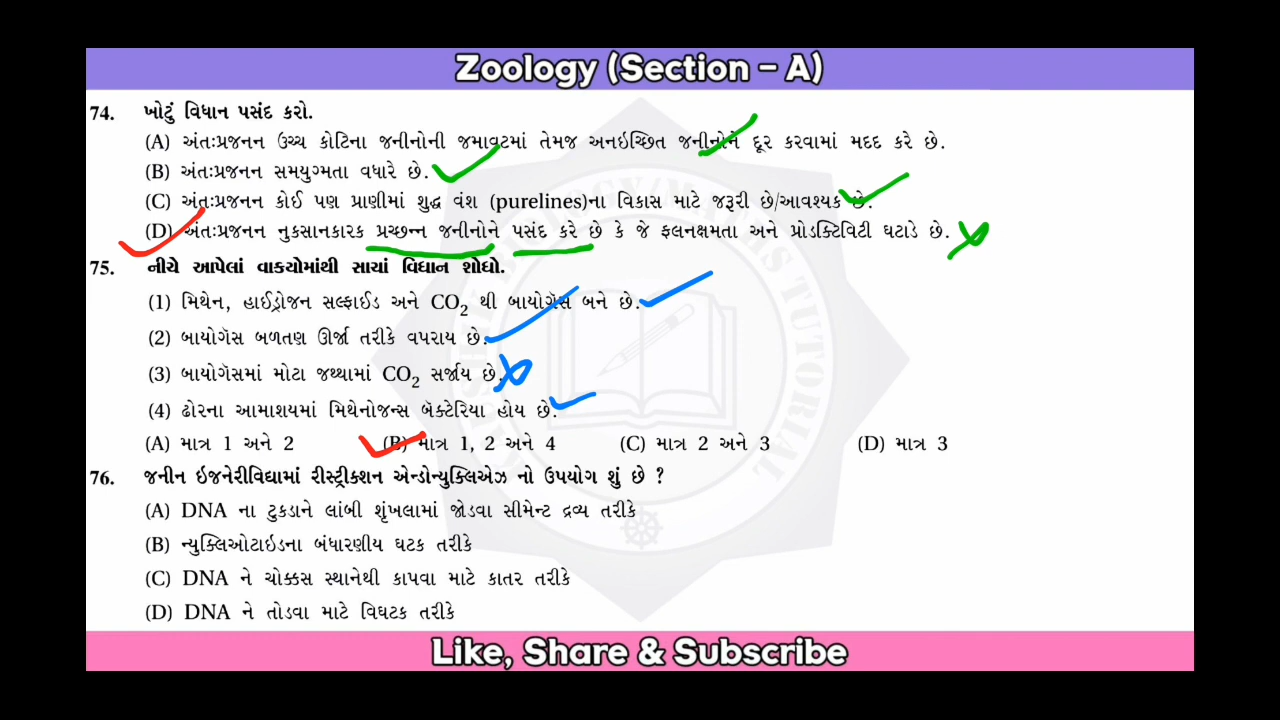 Zoology (Section – A)
74. ખોટું વિધાન પસંદ કરો.
(A) અંતઃપ્રજનન ઉચ્ચ કોટિના જનીનોની જમાવટમાં તેમજ અનઇચ્છિત જનીનોને દૂર કરવામાં મદદ કરે છે.
(B) અંતઃપ્રજનન સમયુગ્મતા વધારે છે.
(C) અંતઃપ્રજનન કોઈ પણ પ્રાણીમાં શુદ્ધ વંશ (purelines)ના વિકાસ માટે જરૂરી છે/આવશ્યક છે.
(D) અંતઃપ્રજનન નુકસાનકારક પ્રચ્છન્ન જનીનોને પસંદ કરે છે કે જે ફલનક્ષમતા અને પ્રોડક્ટિવિટી ઘટાડે છે.
75. નીચે આપેલાં વાક્યોમાંથી સાચાં વિધાન શોધો.
(1) મિથેન, હાઈડ્રોજન સલ્ફાઈડ અને CO2 થી બાયોગૅસ બને છે.
(2) બાયોગૅસ બળતણ ઊર્જા તરીકે વપરાય છે.
(3) બાયોગૅસમાં મોટા જથ્થામાં CO2 સર્જાય છે.
(4) ઢોરના આમાશયમાં મિથેનોજન્સ બૅક્ટેરિયા હોય છે.
(A) માત્ર 1 અને 2 (B) માત્ર 1, 2 અને 4 (C) માત્ર 2 અને 3 (D) માત્ર 3
76. જનીન ઇજનેરીવિદ્યામાં રીસ્ટ્રીક્શન એન્ડોન્યુક્લિએઝ નો ઉપયોગ શું છે ?
(A) DNA ના ટુકડાને લાંબી શૃંખલામાં જોડવા સીમેન્ટ દ્રવ્ય તરીકે
(B) ન્યુક્લિઓટાઇડના બંધારણીય ઘટક તરીકે
(C) DNA ને ચોક્કસ સ્થાનેથી કાપવા માટે કાતર તરીકે
(D) DNA ને તોડવા માટે વિઘટક તરીકે
Like, Share & Subscribe